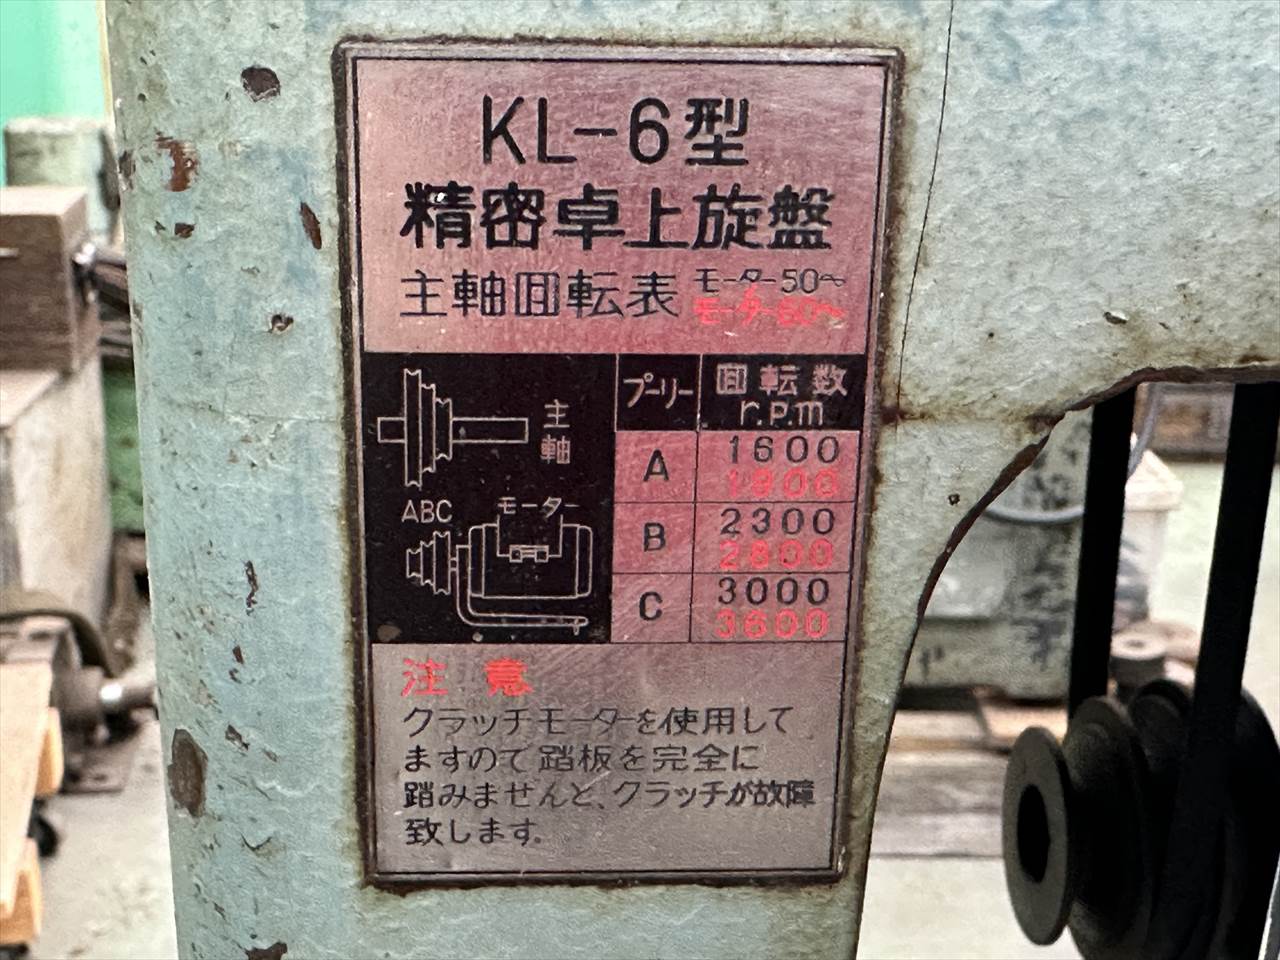 KL-6型
精密卓上旋盤
主軸回転表 モーター50〜
モーター60〜
主軸
ABC モーター
プーリー 回転数 r.p.m
A 1600
1900
B 2300
2800
C 3000
3600
注意
クラッチモーターを使用して
ますので踏板を完全に
踏みませんと、クラッチが故障
致します.